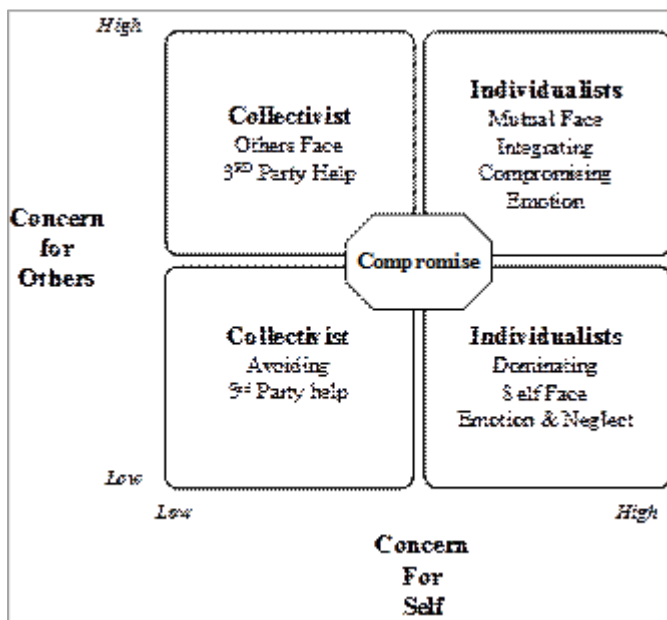 High
Collectivist
Others Face
3RD Party Help
Individualists
Mutual Face
Integrating
Compromising
Emotion
Concern
for
Others
Compromise
Collectivist
Avoiding
3rd Party help
Individualists
Dominating
Self Face
Emotion & Neglect
Low
Low
High
Concern
For
Self